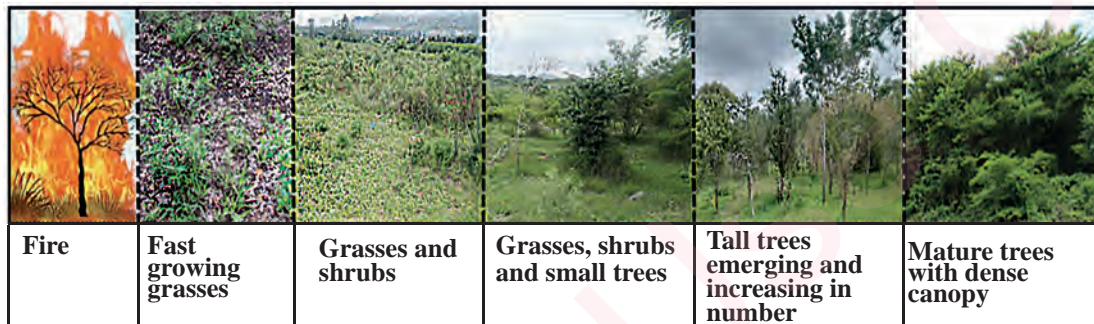 Fire
Fast
growing
grasses
Grasses and
shrubs
Grasses, shrubs
and small trees
Tall trees
emerging and
increasing in
number
Mature trees
with dense
canopy